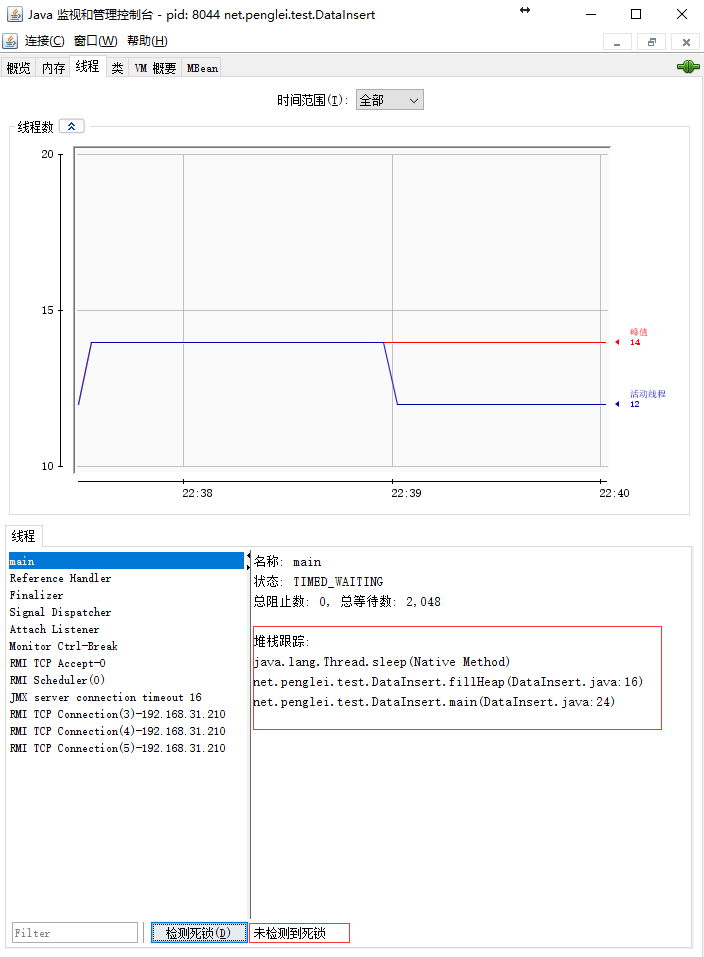 Java 监视和管理控制台 - pid: 8044 net.penglei.test.DataInsert
连接(C) 窗口(W) 帮助(H)
概览 内存 线程 类 VM 概要 MBean
时间范围(T): 全部
线程数
20
15
10
峰值
14
活动线程
12
22:38 22:39 22:40
线程
main
Reference Handler
Finalizer
Signal Dispatcher
Attach Listener
Monitor Ctrl-Break
RMI TCP Accept-0
RMI Scheduler(0)
JMX server connection timeout 16
RMI TCP Connection(3)-192.168.31.210
RMI TCP Connection(4)-192.168.31.210
RMI TCP Connection(5)-192.168.31.210
名称: main
状态: TIMED_WAITING
总阻止数: 0, 总等待数: 2,048
堆栈跟踪:
java.lang.Thread.sleep(Native Method)
net.penglei.test.DataInsert.fillHeap(DataInsert.java:16)
net.penglei.test.DataInsert.main(DataInsert.java:24)
Filter 检测死锁(D) 未检测到死锁